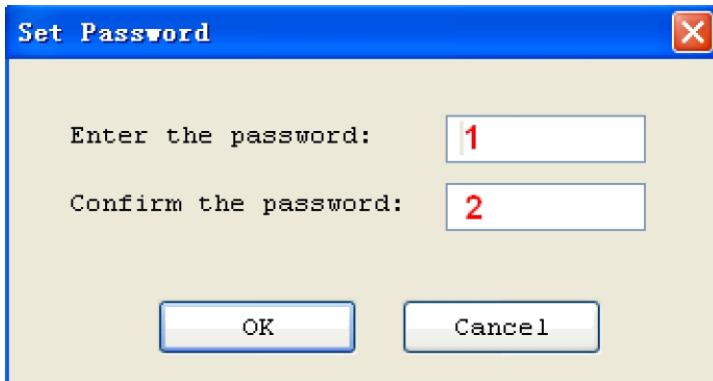 Set Password
Enter the password: 1
Confirm the password: 2
OK Cancel